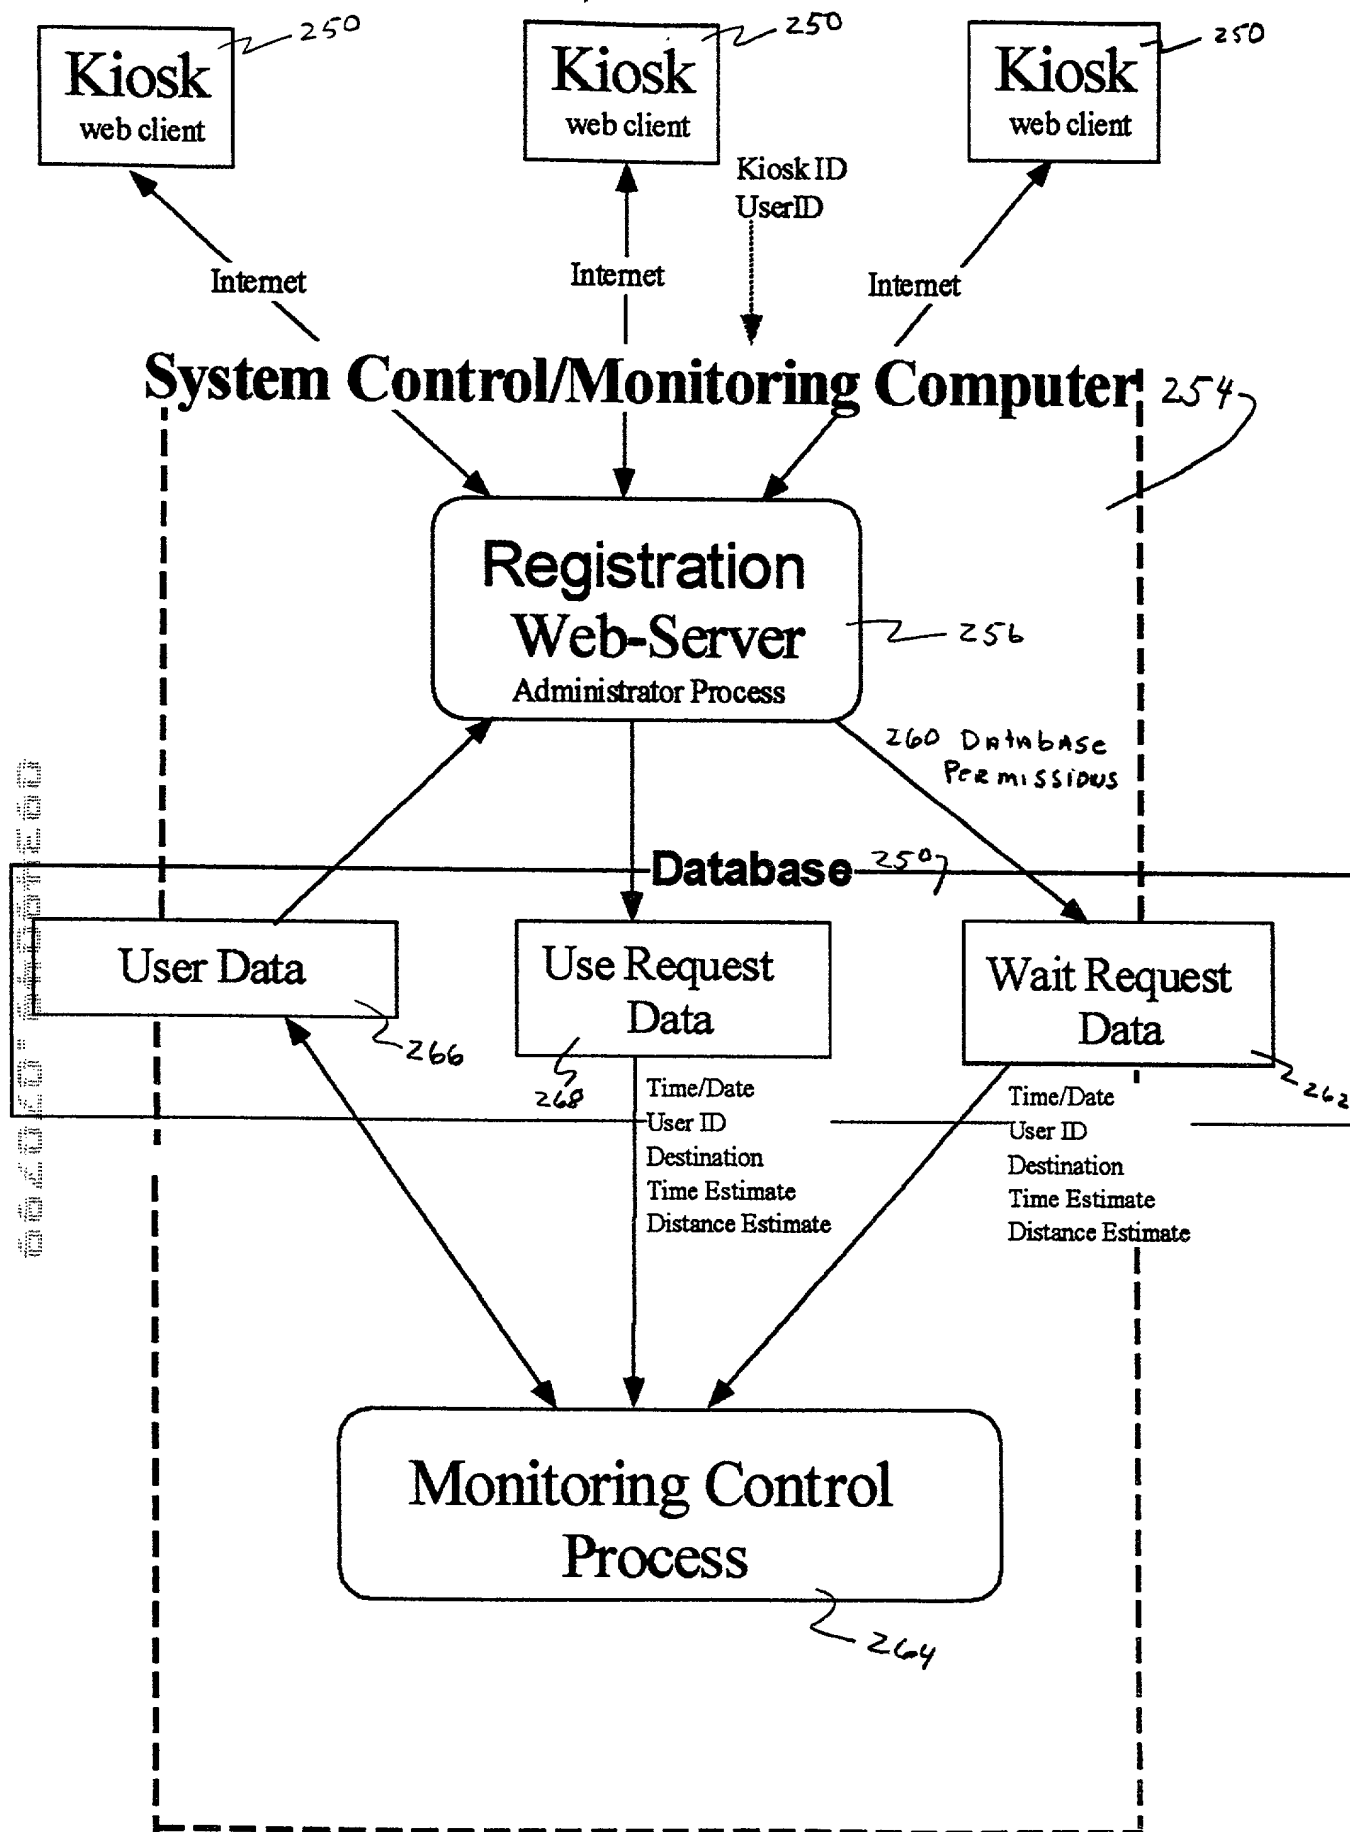 Kiosk
web client
250
Kiosk
web client
250
Kiosk
web client
250
Kiosk ID
UserID
Internet
Internet
Internet
System Control/Monitoring Computer
254
Registration
Web-Server
Administrator Process
256
260 DATABASE
PERMISSIONS
Database
250
User Data
266
Use Request
Data
268
Wait Request
Data
262
Time/Date
User ID
Destination
Time Estimate
Distance Estimate
Time/Date
User ID
Destination
Time Estimate
Distance Estimate
Monitoring Control
Process
264